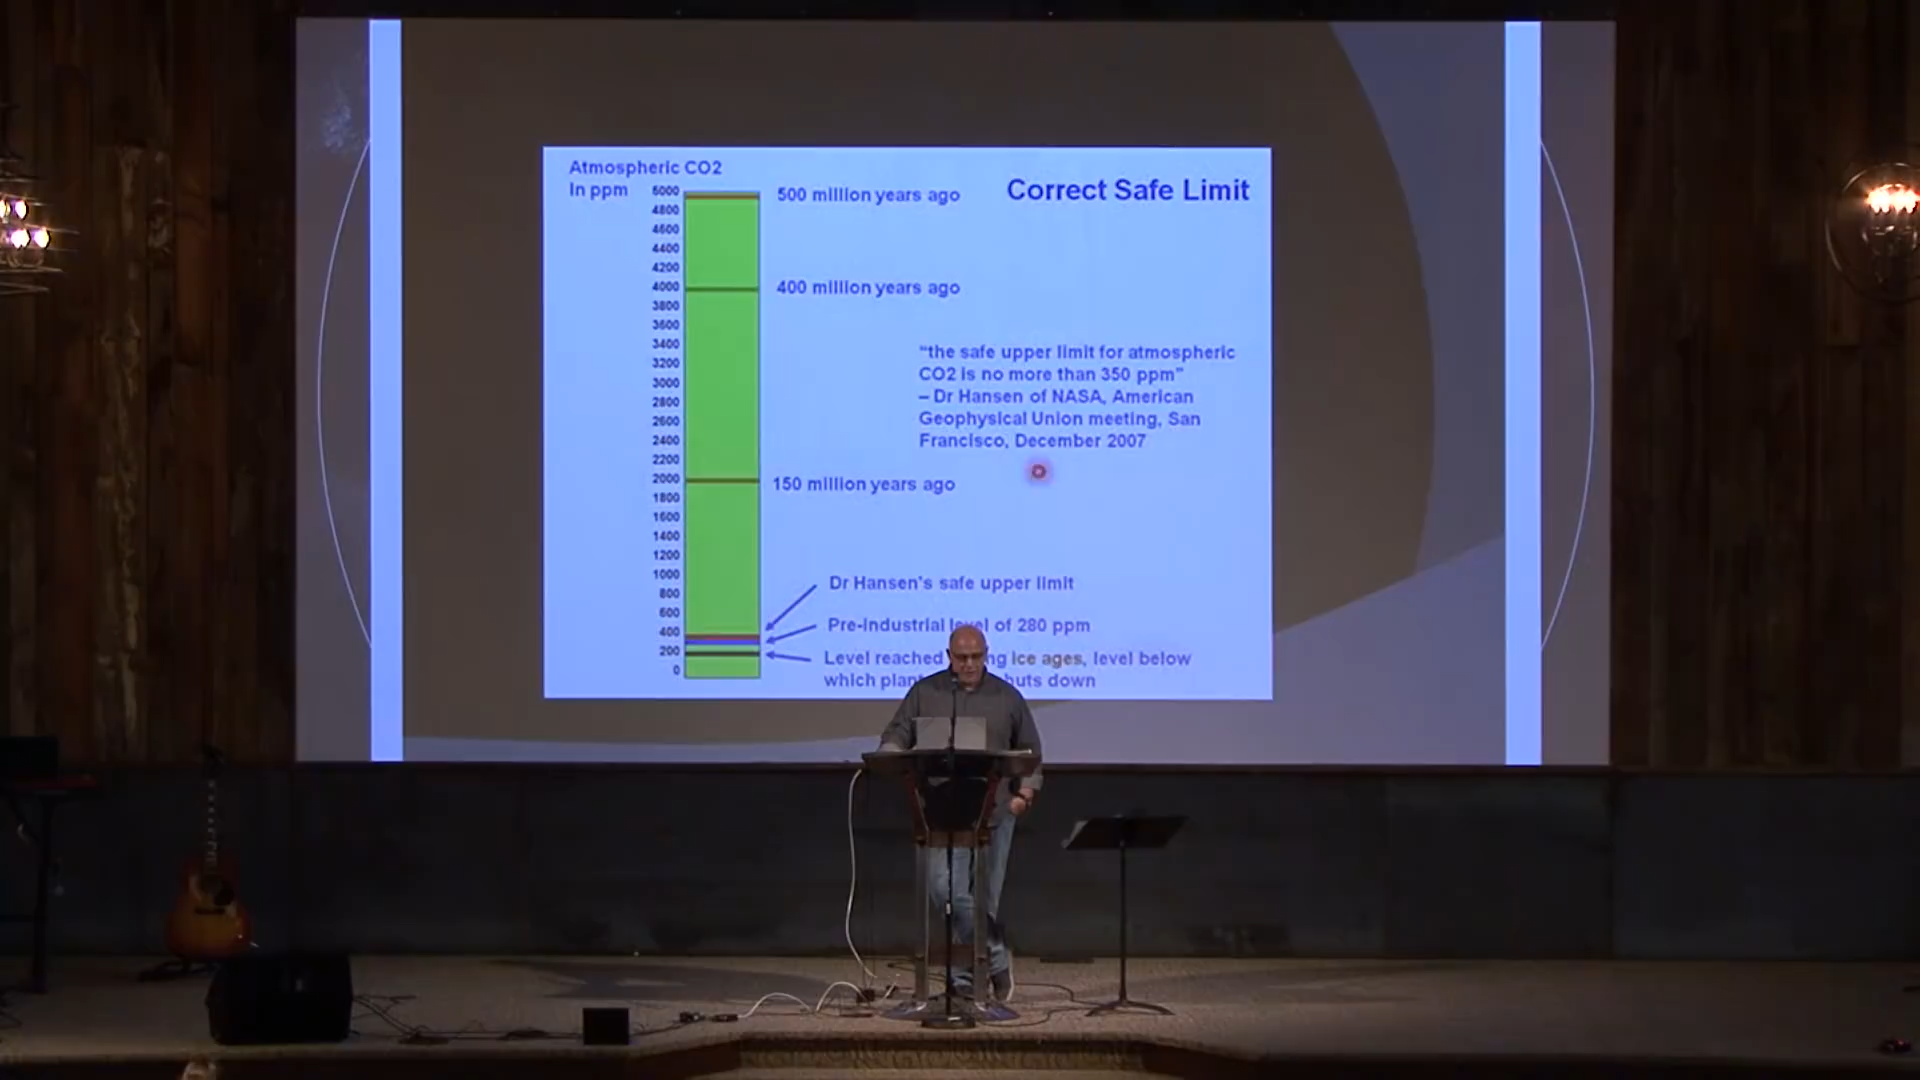 Atmospheric CO2
In ppm
Correct Safe Limit
5000
4800
4600
4400
4200
4000
3800
3600
3400
3200
3000
2800
2600
2400
2200
2000
1800
1600
1400
1200
1000
800
600
400
200
0
500 million years ago
400 million years ago
"the safe upper limit for atmospheric
CO2 is no more than 350 ppm"
– Dr Hansen of NASA, American
Geophysical Union meeting, San
Francisco, December 2007
150 million years ago
Dr Hansen's safe upper limit
Pre-industrial level of 280 ppm
Level reached ice ages, level below
which down